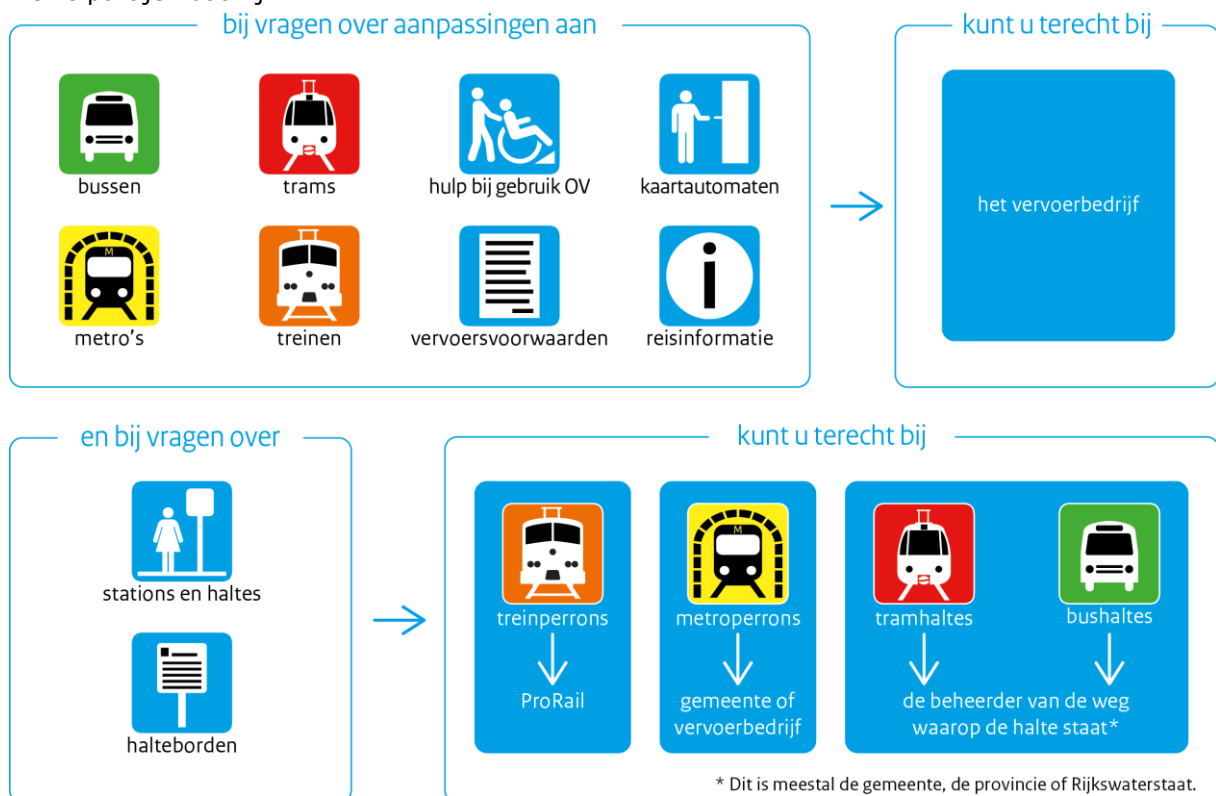 bij vragen over aanpassingen aan
kunt u terecht bij
bussen
trams
hulp bij gebruik OV
kaartautomaten
het vervoerbedrijf
M
metro's
treinen
vervoersvoorwaarden
reisinformatie
en bij vragen over
kunt u terecht bij
stations en haltes
M
treinperrons
metroperrons
tramhaltes
bushaltes
ProRail
gemeente of
vervoerbedrijf
de beheerder van de weg
waarop de halte staat*
halteborden
* Dit is meestal de gemeente, de provincie of Rijkswaterstaat.